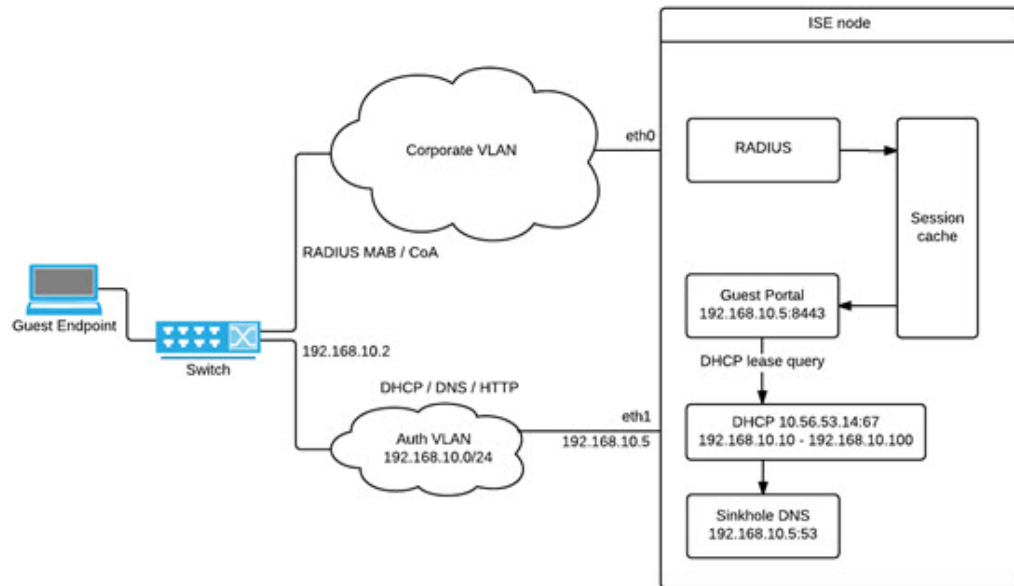 ISE node
Corporate VLAN
eth0
RADIUS
Session
cache
RADIUS MAB / CoA
Guest Endpoint
Switch
192.168.10.2
Guest Portal
192.168.10.5:8443
DHCP lease query
DHCP / DNS / HTTP
eth1
192.168.10.5
Auth VLAN
192.168.10.0/24
DHCP 10.56.53.14:67
192.168.10.10 - 192.168.10.100
Sinkhole DNS
192.168.10.5:53